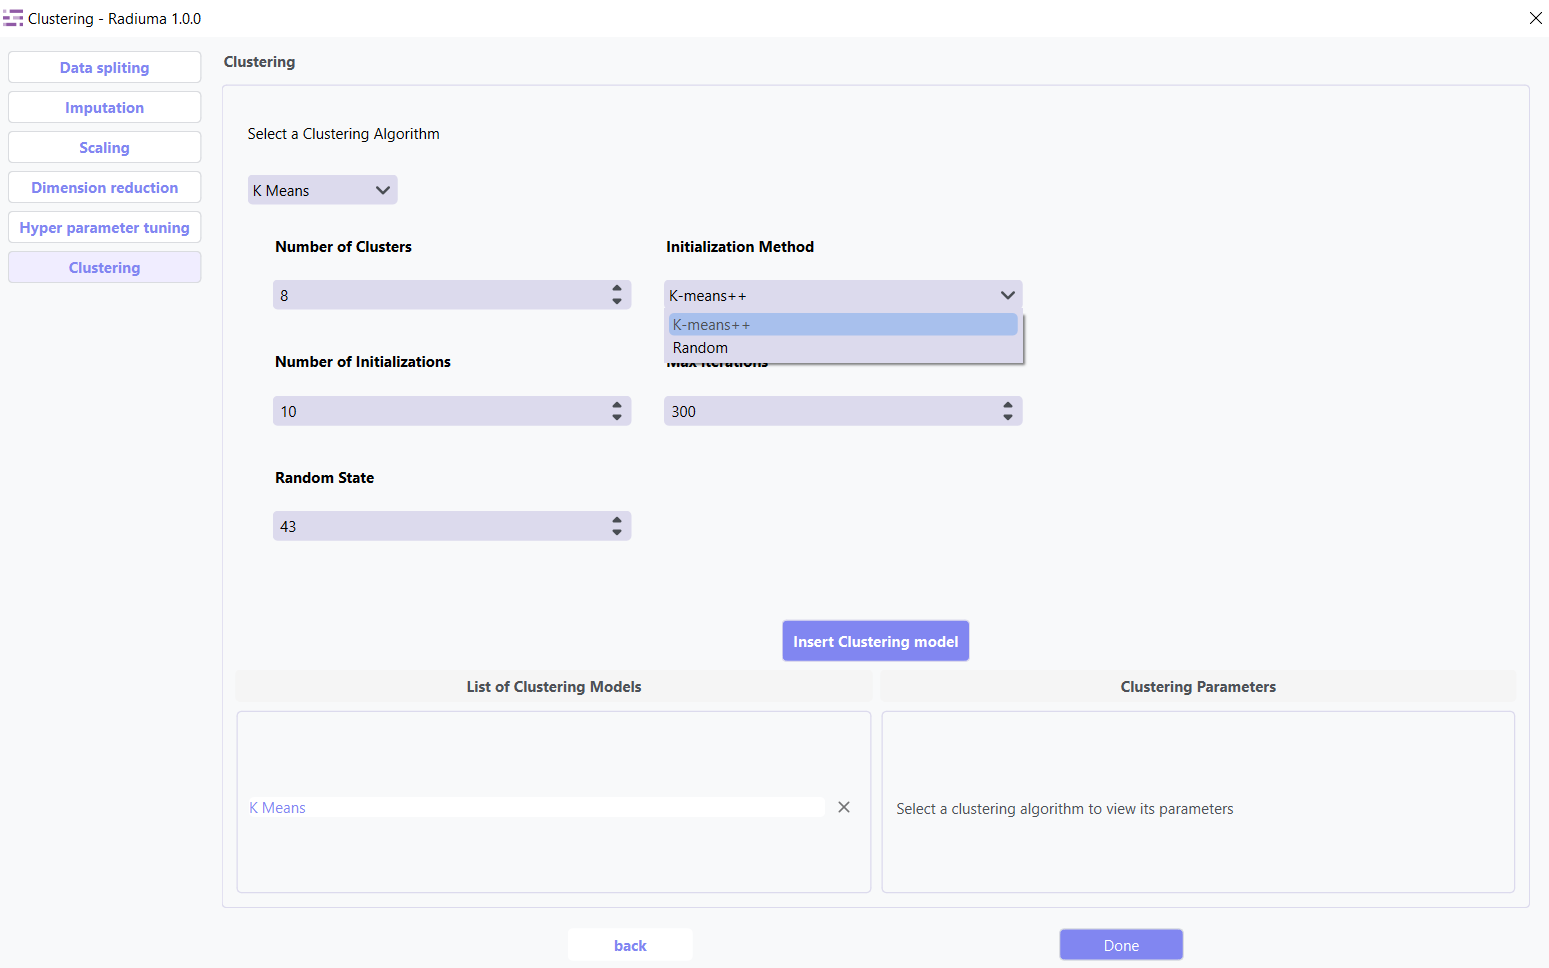 Clustering - Radiuma 1.0.0
Data spliting
Imputation
Scaling
Dimension reduction
Hyper parameter tuning
Clustering
Clustering
Select a Clustering Algorithm
K Means
Number of Clusters
Initialization Method
8
K-means++
K-means++
Random
Number of Initializations
Max Iterations
10
300
Random State
43
Insert Clustering model
List of Clustering Models
Clustering Parameters
K Means
Select a clustering algorithm to view its parameters
back
Done